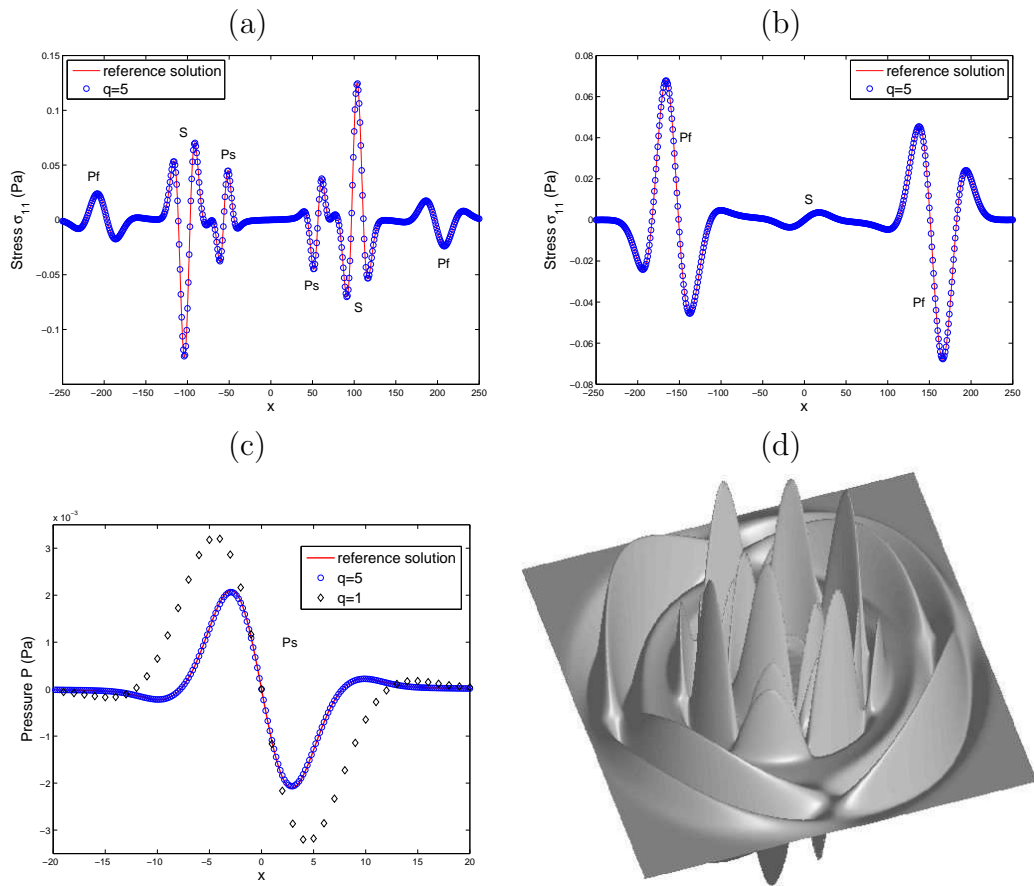 (a)
reference solution
q=5
Pf
S
Ps
Ps
S
Pf
0.15
0.1
0.05
0
−0.05
−0.1
−250 −200 −150 −100 −50 0 50 100 150 200 250
Stress σ11 (Pa)
x
(b)
reference solution
q=5
Pf
S
Pf
0.08
0.06
0.04
0.02
0
−0.02
−0.04
−0.06
−0.08
−250 −200 −150 −100 −50 0 50 100 150 200 250
Stress σ11 (Pa)
x
(c)
x 10−3
reference solution
q=5
q=1
Ps
3
2
1
0
−1
−2
−3
−20 −15 −10 −5 0 5 10 15 20
Pressure P (Pa)
x
(d)